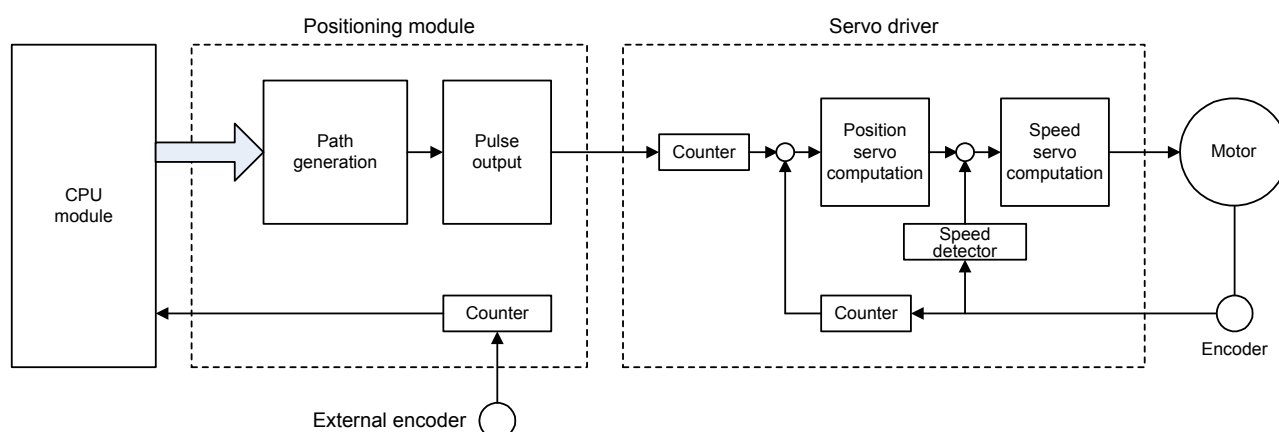 Positioning module
Servo driver
CPU
module
Path
generation
Pulse
output
Counter
Position
servo
computation
Speed
servo
computation
Motor
Speed
detector
Counter
Counter
Encoder
External encoder